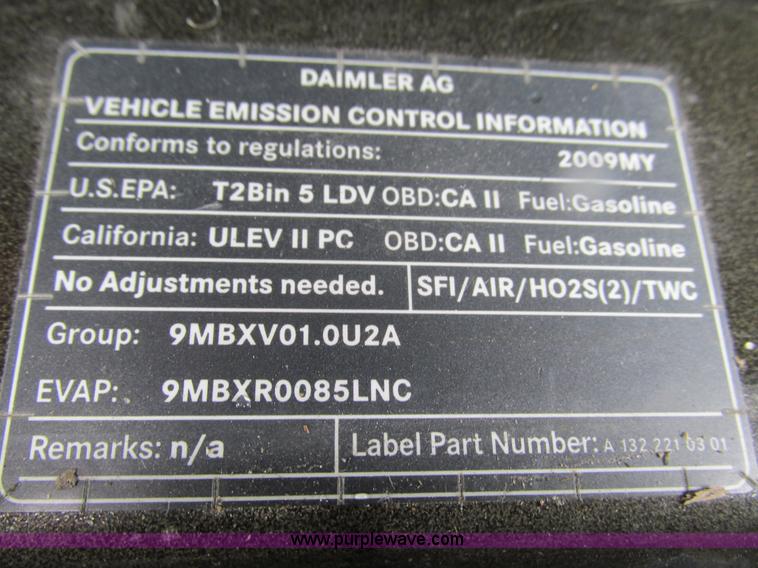 DAIMLER AG
VEHICLE EMISSION CONTROL INFORMATION
Conforms to regulations: 2009MY
U.S.EPA: T2Bin 5 LDV OBD:CA II Fuel:Gasoline
California: ULEV II PC OBD:CA II Fuel:Gasoline
No Adjustments needed. SFI/AIR/HO2S(2)/TWC
Group: 9MBXV01.0U2A
EVAP: 9MBXR0085LNC
Remarks: n/a Label Part Number: A 132 221 03 01
www.purplewave.com